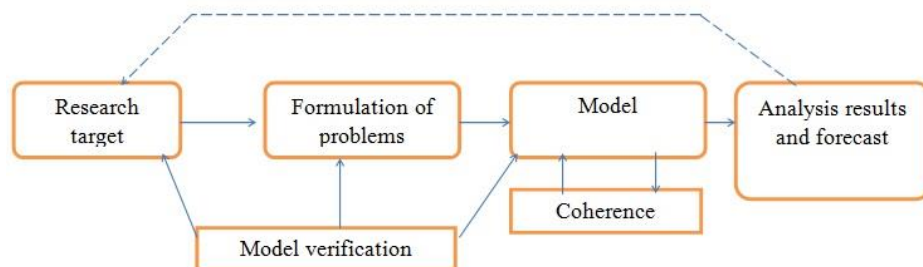 Research
target
Formulation of
problems
Model
Analysis results
and forecast
Coherence
Model verification